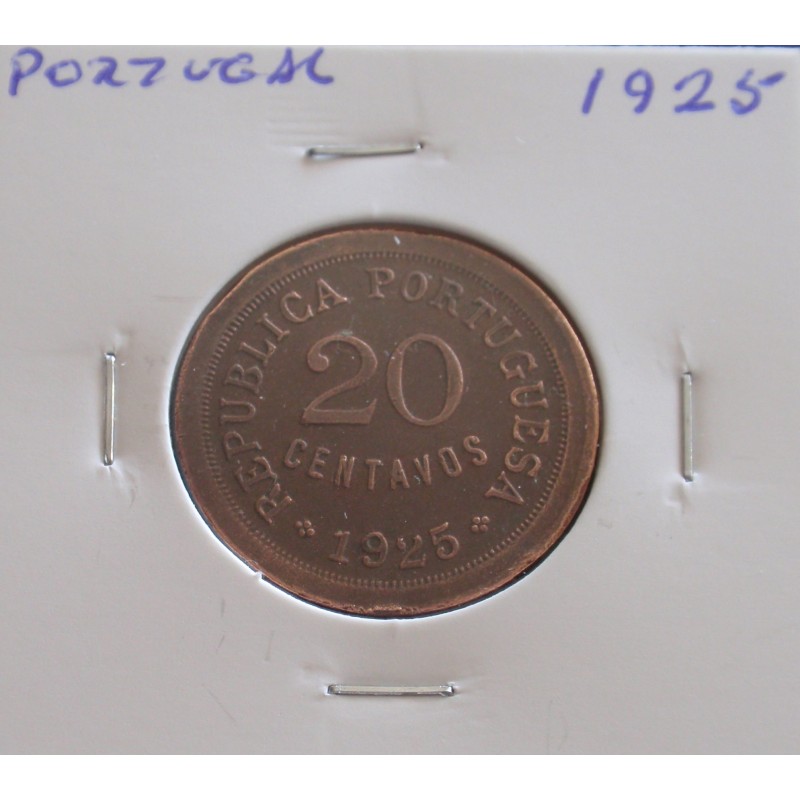 PORTUGAL 1925
REPUBLICA PORTUGUESA
20
CENTAVOS
1925